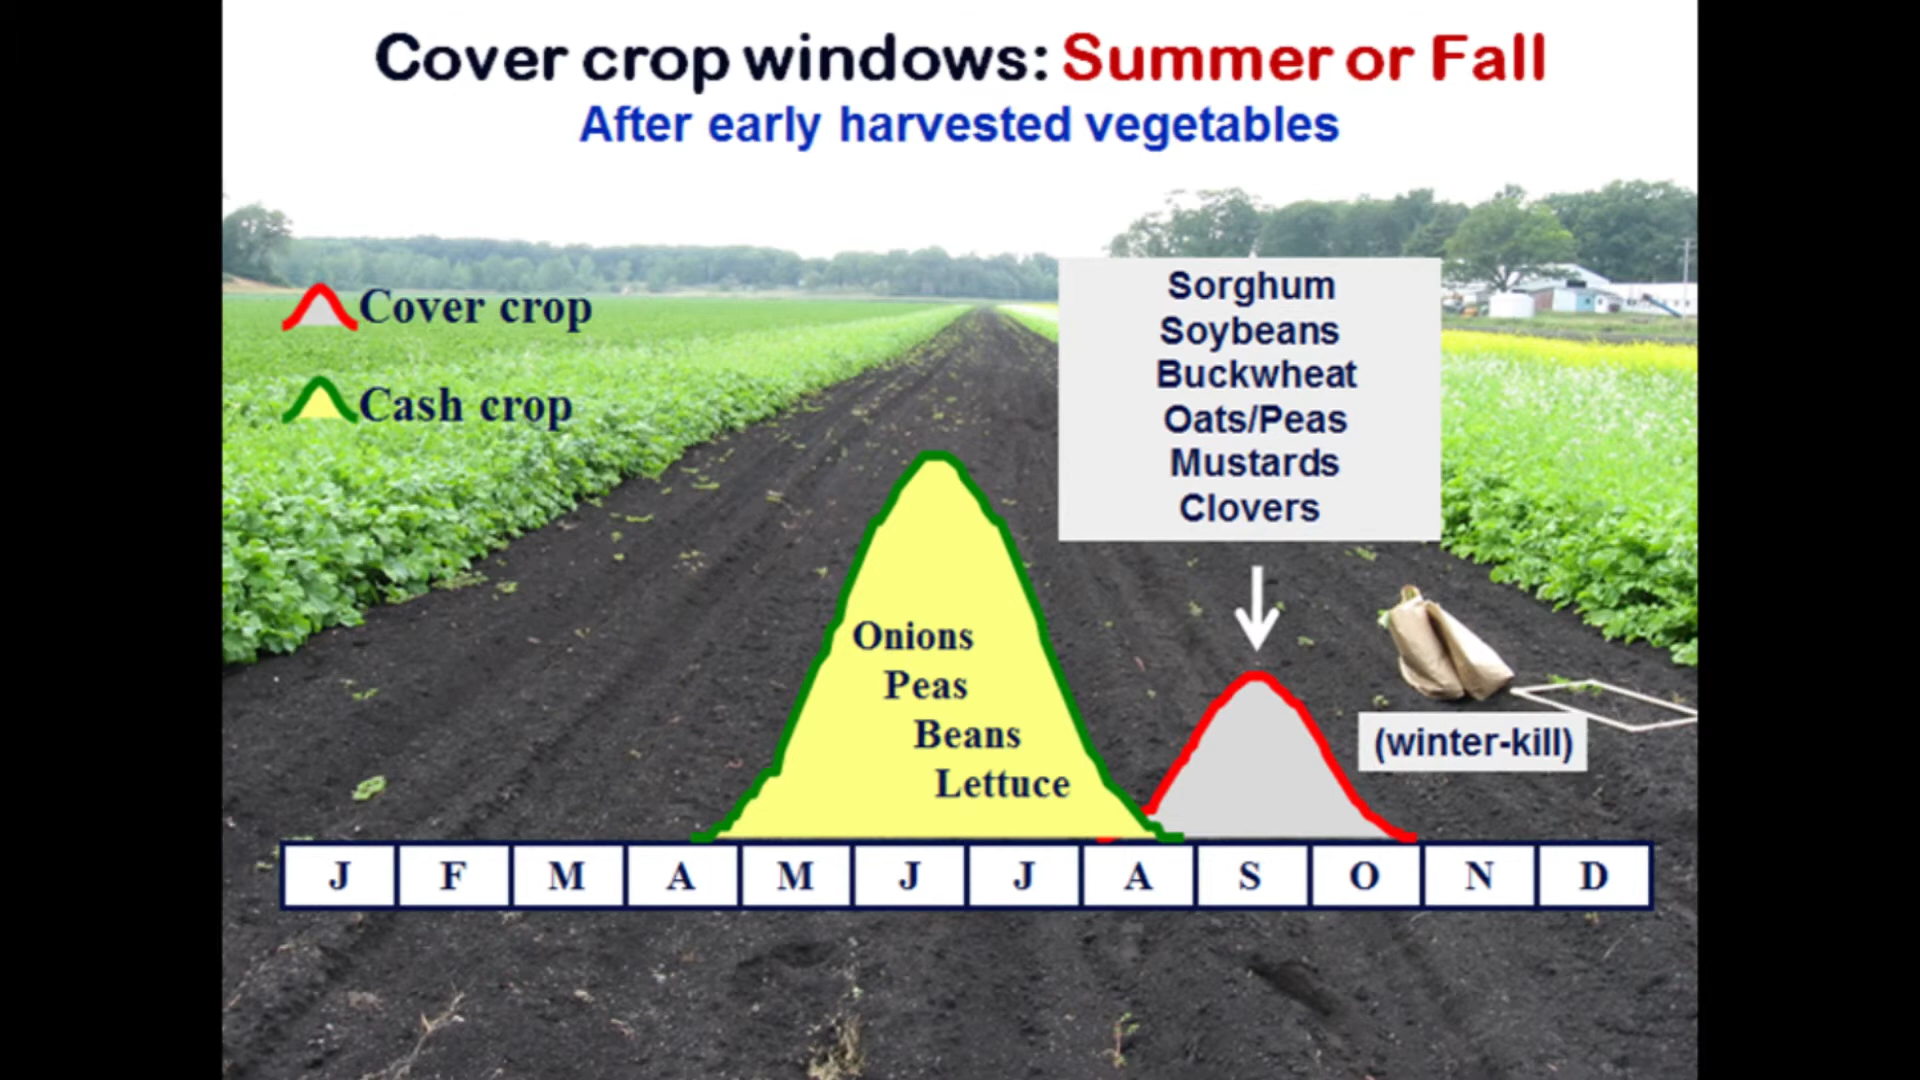 Cover crop windows: Summer or Fall
After early harvested vegetables
Cover crop
Cash crop
Sorghum
Soybeans
Buckwheat
Oats/Peas
Mustards
Clovers
Onions
Peas
Beans
Lettuce
(winter-kill)
J F M A M J J A S O N D